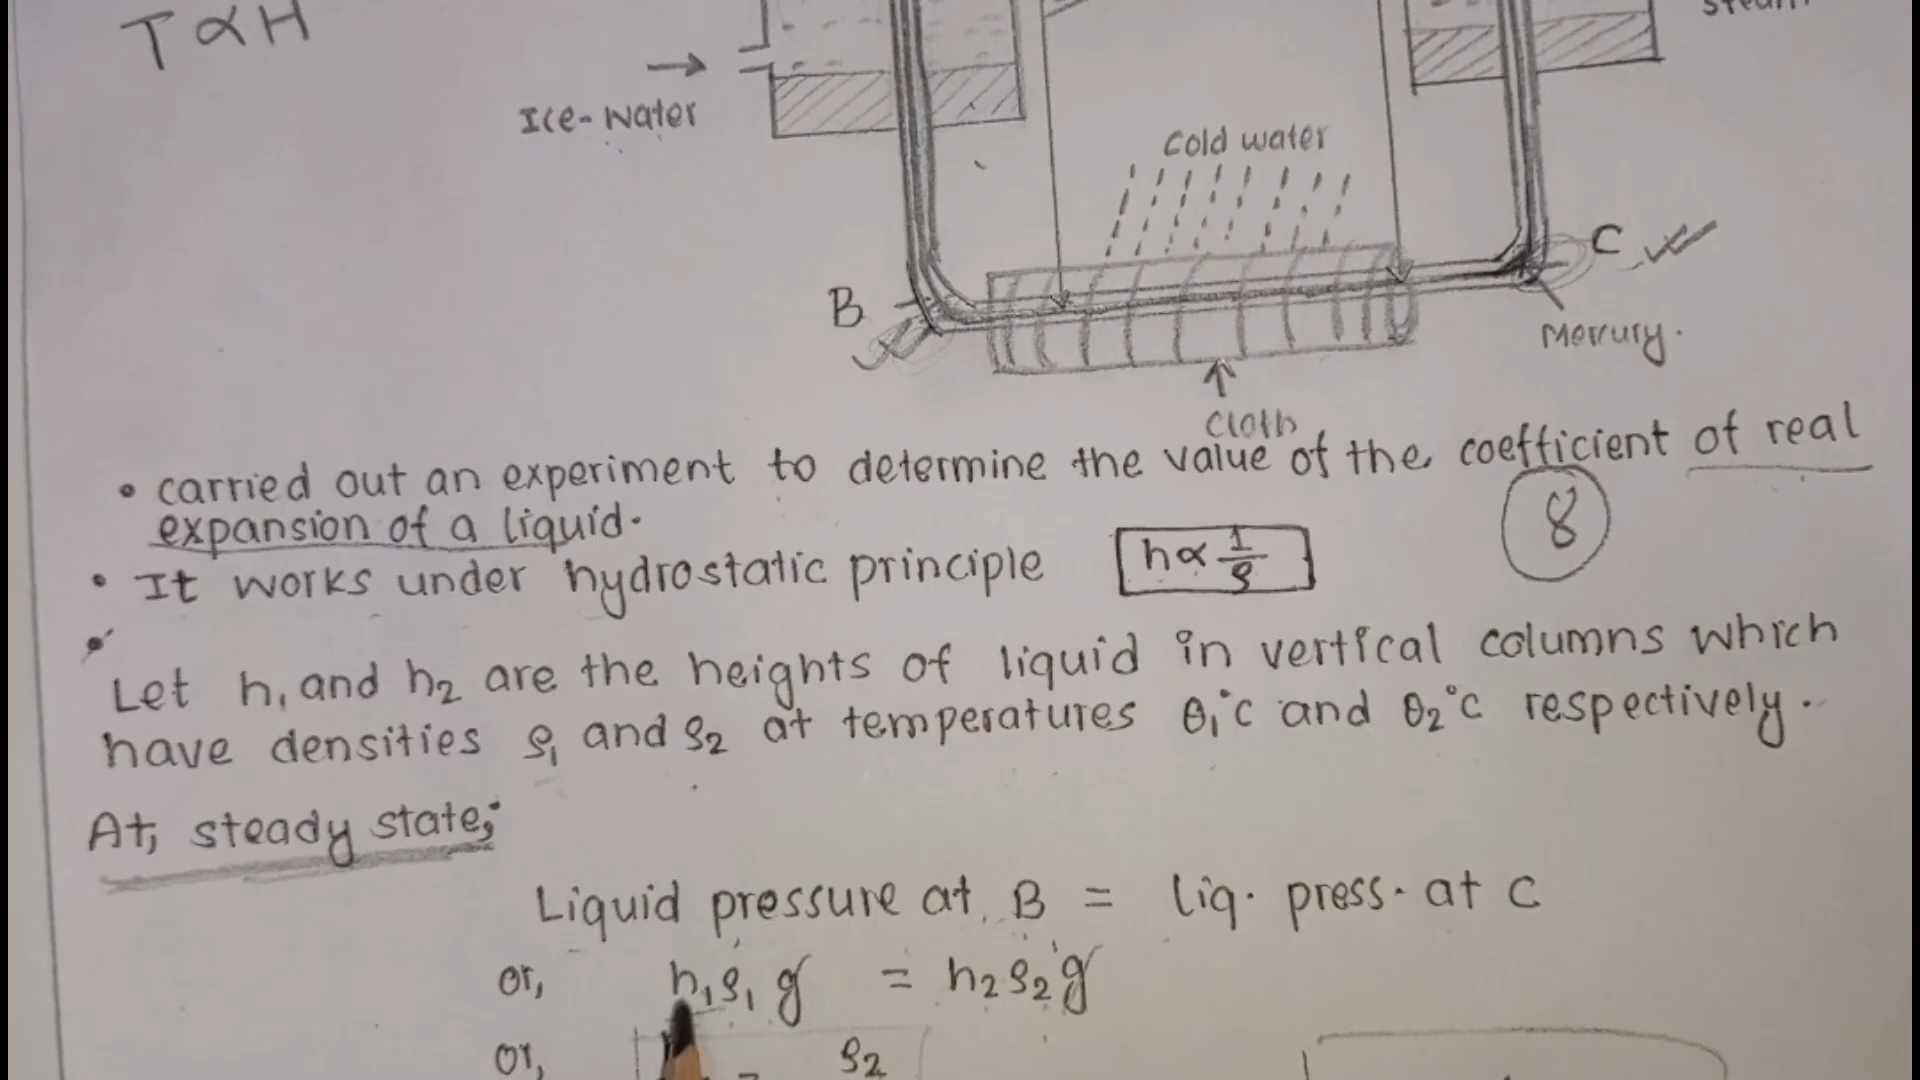 T ∝ H
steam
Ice-Water
cold water
B
C
Mercury.
cloth
• carried out an experiment to determine the value of the coefficient of real
expansion of a liquid.
8
• It works under hydrostatic principle h ∝ 1/ρ
Let h₁ and h₂ are the heights of liquid in vertical columns which
have densities ρ₁ and ρ₂ at temperatures θ₁°c and θ₂°c respectively.
At, steady state;
Liquid pressure at B = liq. press. at C
or, h₁ρ₁g = h₂ρ₂g
or, ρ₂